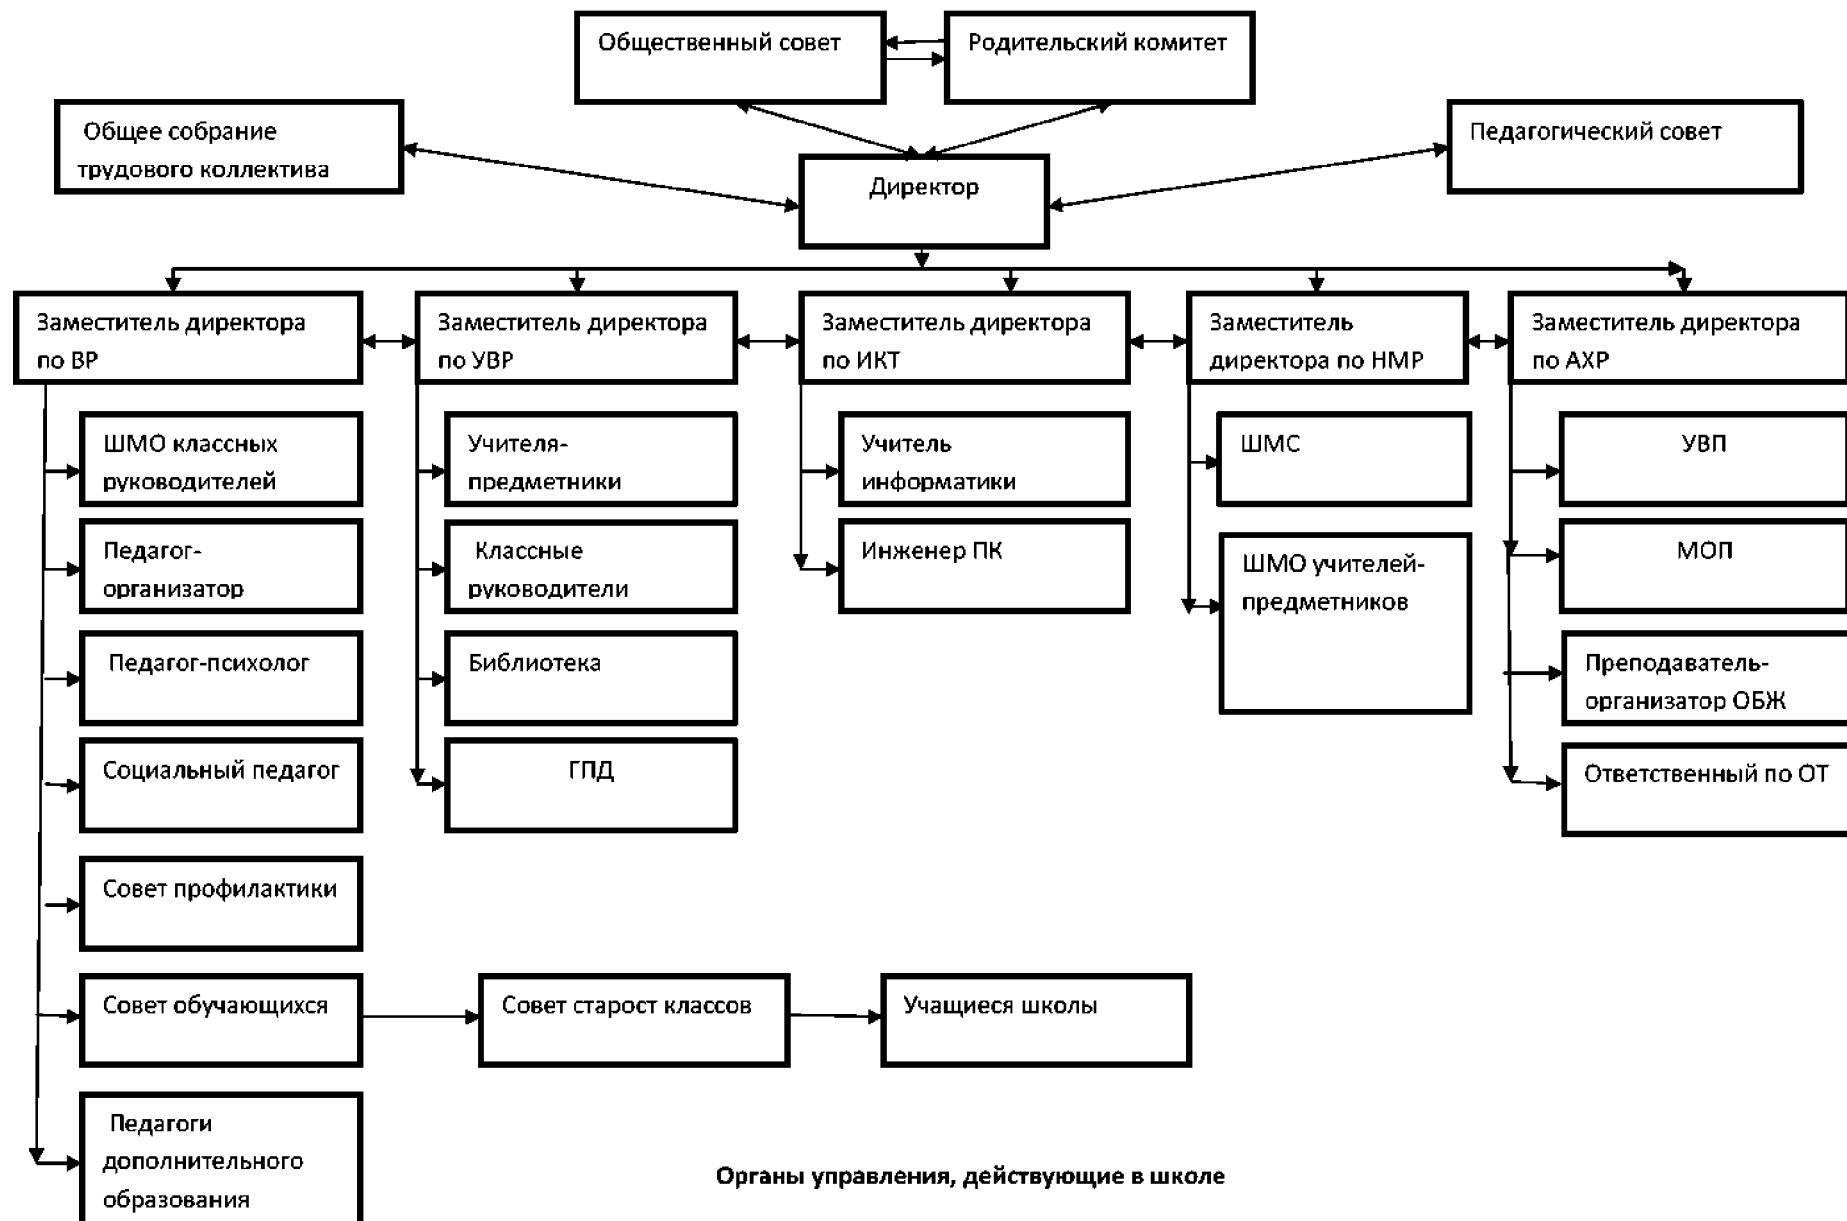 Общественный совет
Родительский комитет
Общее собрание
трудового коллектива
Педагогический совет
Директор
Заместитель директора
по ВР
Заместитель директора
по УВР
Заместитель директора
по ИКТ
Заместитель
директора по НМР
Заместитель директора
по АХР
ШМО классных
руководителей
Учителя-
предметники
Учитель
информатики
ШМС
УВП
Педагог-
организатор
Классные
руководители
Инженер ПК
ШМО учителей-
предметников
МОП
Педагог-психолог
Библиотека
Преподаватель-
организатор ОБЖ
Социальный педагог
ГПД
Ответственный по ОТ
Совет профилактики
Совет обучающихся
Совет старост классов
Учащиеся школы
Педагоги
дополнительного
образования
Органы управления, действующие в школе